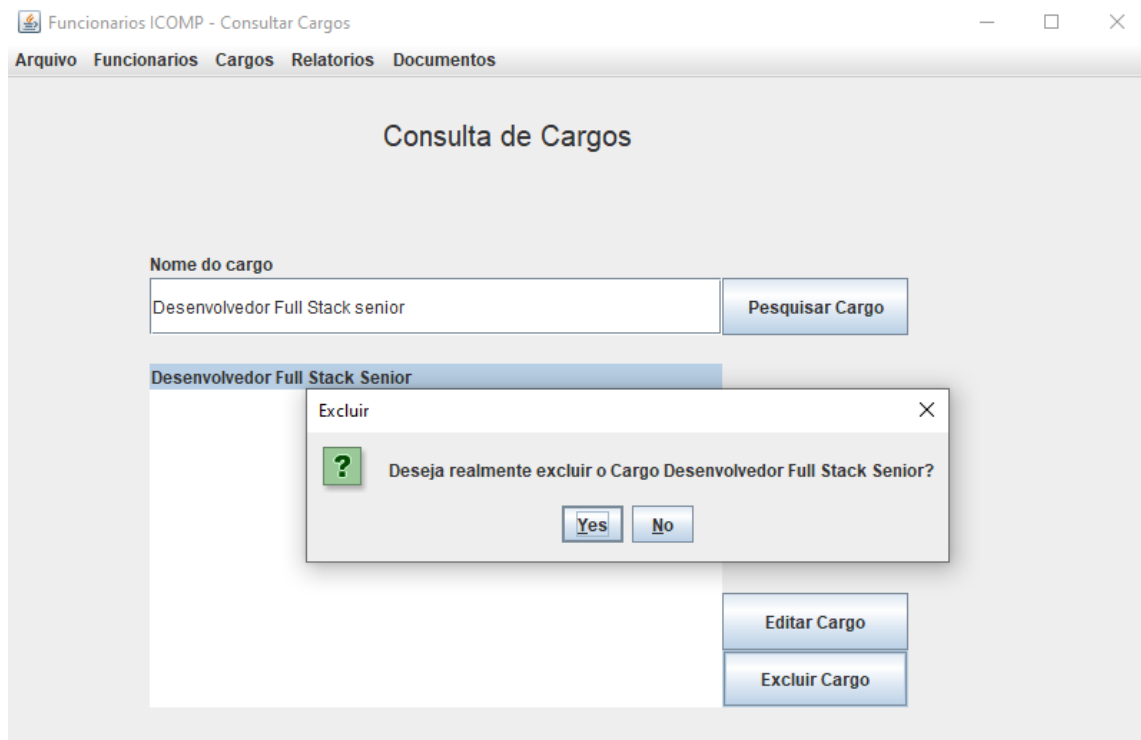 Funcionarios ICOMP - Consultar Cargos
Arquivo Funcionarios Cargos Relatorios Documentos
Consulta de Cargos
Nome do cargo
Desenvolvedor Full Stack senior
Pesquisar Cargo
Desenvolvedor Full Stack Senior
Excluir
? Deseja realmente excluir o Cargo Desenvolvedor Full Stack Senior?
Yes No
Editar Cargo
Excluir Cargo